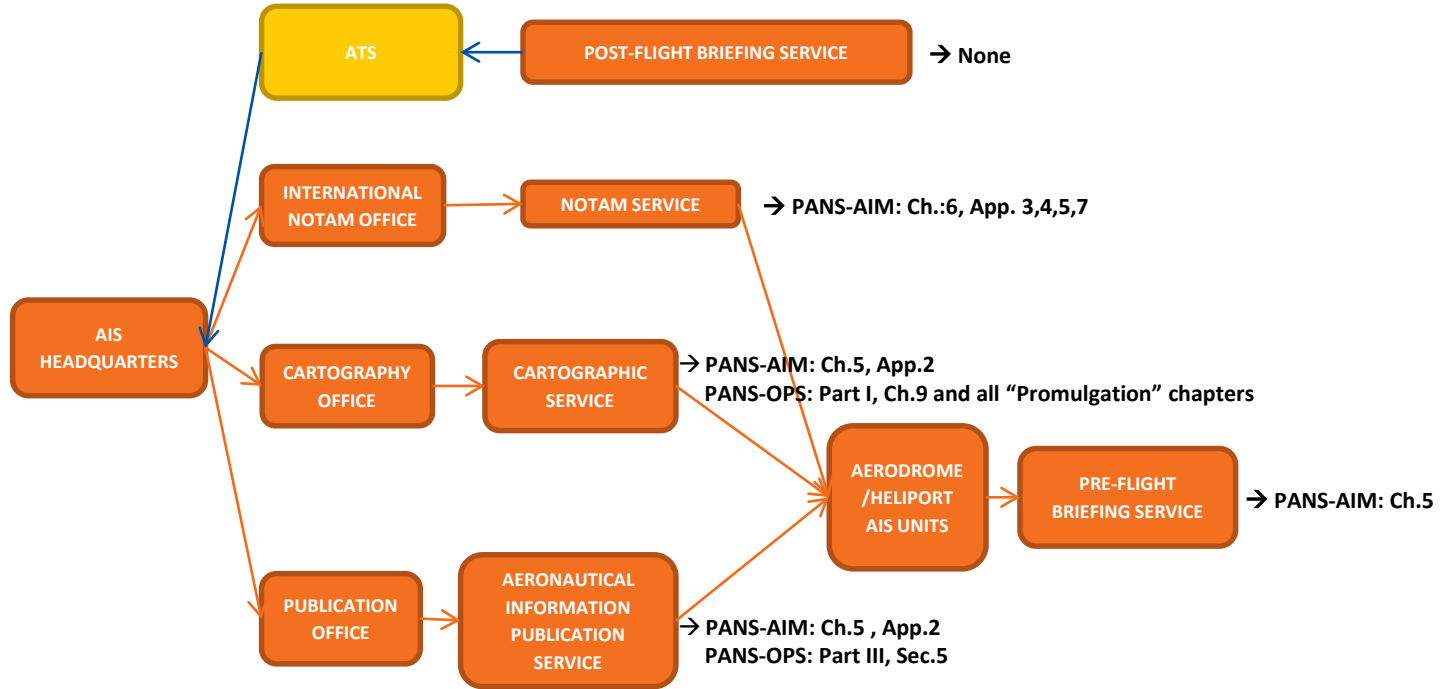 ATS
POST-FLIGHT BRIEFING SERVICE
→ None
INTERNATIONAL
NOTAM OFFICE
NOTAM SERVICE
→ PANS-AIM: Ch.:6, App. 3,4,5,7
AIS
HEADQUARTERS
CARTOGRAPHY
OFFICE
CARTOGRAPHIC
SERVICE
→ PANS-AIM: Ch.5, App.2
PANS-OPS: Part I, Ch.9 and all “Promulgation” chapters
AERODROME
/HELIPORT
AIS UNITS
PRE-FLIGHT
BRIEFING SERVICE
→ PANS-AIM: Ch.5
PUBLICATION
OFFICE
AERONAUTICAL
INFORMATION
PUBLICATION
SERVICE
→ PANS-AIM: Ch.5 , App.2
PANS-OPS: Part III, Sec.5